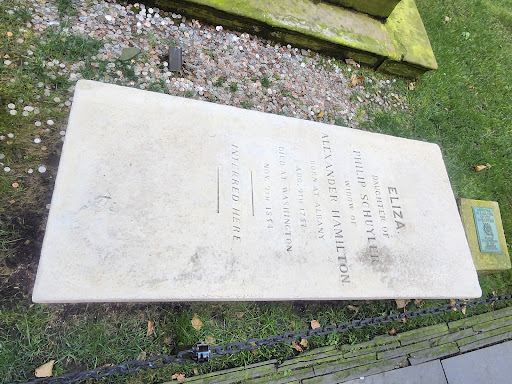 ELIZA
DAUGHTER OF
PHILIP SCHUYLER
WIDOW OF
ALEXANDER HAMILTON
BORN AT ALBANY
AUG. 9TH 1757
DIED AT WASHINGTON
NOV. 9TH 1854
INTERRED HERE